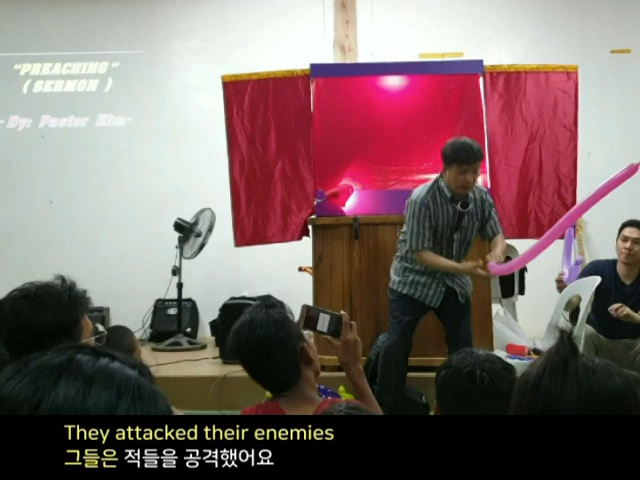 "PREACHING"
( SERMON )
- By: Pastor Kim-
They attacked their enemies
그들은 적들을 공격했어요